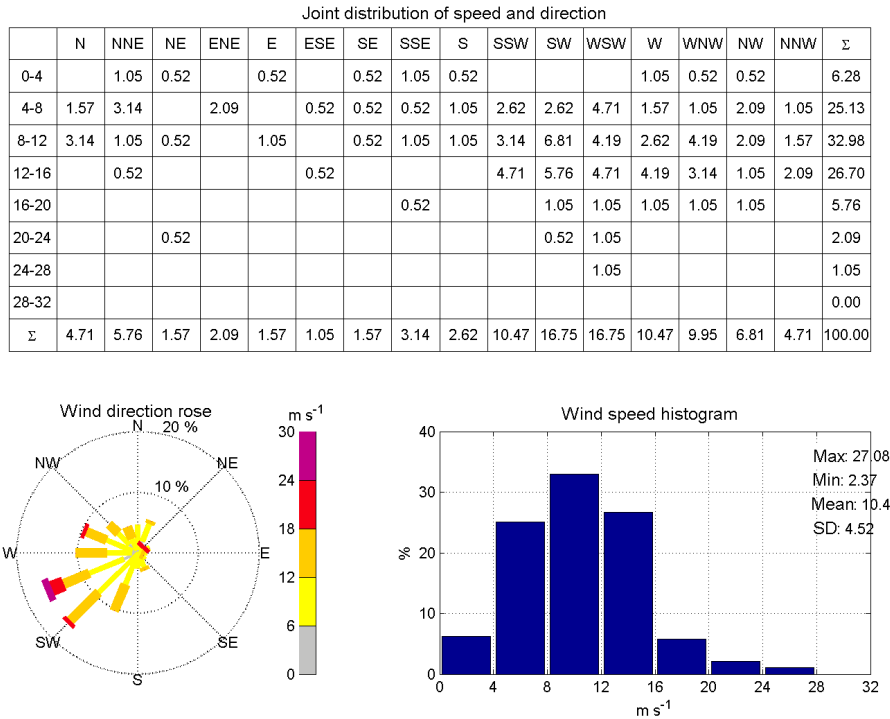 Joint distribution of speed and direction
N NNE NE ENE E ESE SE SSE S SSW SW WSW W WNW NW NNW Σ
0-4 1.05 0.52 0.52 0.52 1.05 0.52 1.05 0.52 0.52 6.28
4-8 1.57 3.14 2.09 0.52 0.52 0.52 1.05 2.62 2.62 4.71 1.57 1.05 2.09 1.05 25.13
8-12 3.14 1.05 0.52 1.05 0.52 1.05 1.05 3.14 6.81 4.19 2.62 4.19 2.09 1.57 32.98
12-16 0.52 0.52 4.71 5.76 4.71 4.19 3.14 1.05 2.09 26.70
16-20 0.52 1.05 1.05 1.05 1.05 1.05 5.76
20-24 0.52 0.52 1.05 2.09
24-28 1.05 1.05
28-32 0.00
Σ 4.71 5.76 1.57 2.09 1.57 1.05 1.57 3.14 2.62 10.47 16.75 16.75 10.47 9.95 6.81 4.71 100.00
Wind direction rose
N
20 %
NW
NE
10 %
W
E
SW
SE
S
m s-1
30
24
18
12
6
0
Wind speed histogram
40
30
20
10
0
%
Max: 27.08
Min: 2.37
Mean: 10.4
SD: 4.52
0 4 8 12 16 20 24 28 32
m s-1